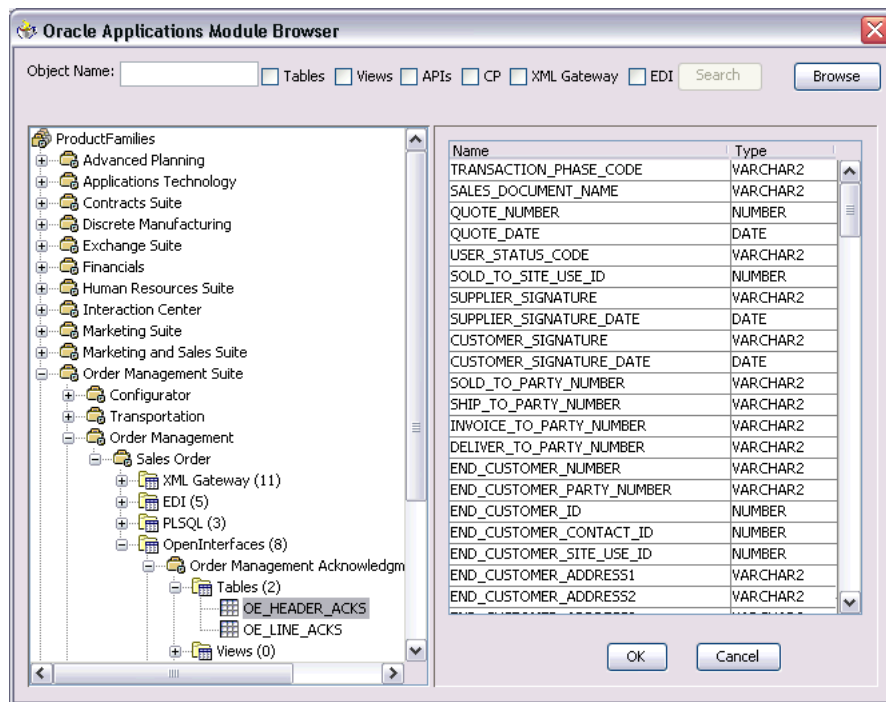 Oracle Applications Module Browser
Object Name: Tables Views APIs CP XML Gateway EDI Search Browse
ProductFamilies
Advanced Planning
Applications Technology
Contracts Suite
Discrete Manufacturing
Exchange Suite
Financials
Human Resources Suite
Interaction Center
Marketing Suite
Marketing and Sales Suite
Order Management Suite
Configurator
Transportation
Order Management
Sales Order
XML Gateway (11)
EDI (5)
PLSQL (3)
OpenInterfaces (8)
Order Management Acknowledgm
Tables (2)
OE_HEADER_ACKS
OE_LINE_ACKS
Views (0)
Name Type
TRANSACTION_PHASE_CODE VARCHAR2
SALES_DOCUMENT_NAME VARCHAR2
QUOTE_NUMBER NUMBER
QUOTE_DATE DATE
USER_STATUS_CODE VARCHAR2
SOLD_TO_SITE_USE_ID NUMBER
SUPPLIER_SIGNATURE VARCHAR2
SUPPLIER_SIGNATURE_DATE DATE
CUSTOMER_SIGNATURE VARCHAR2
CUSTOMER_SIGNATURE_DATE DATE
SOLD_TO_PARTY_NUMBER VARCHAR2
SHIP_TO_PARTY_NUMBER VARCHAR2
INVOICE_TO_PARTY_NUMBER VARCHAR2
DELIVER_TO_PARTY_NUMBER VARCHAR2
END_CUSTOMER_NUMBER VARCHAR2
END_CUSTOMER_PARTY_NUMBER VARCHAR2
END_CUSTOMER_ID NUMBER
END_CUSTOMER_CONTACT_ID NUMBER
END_CUSTOMER_SITE_USE_ID NUMBER
END_CUSTOMER_ADDRESS1 VARCHAR2
END_CUSTOMER_ADDRESS2 VARCHAR2
OK Cancel